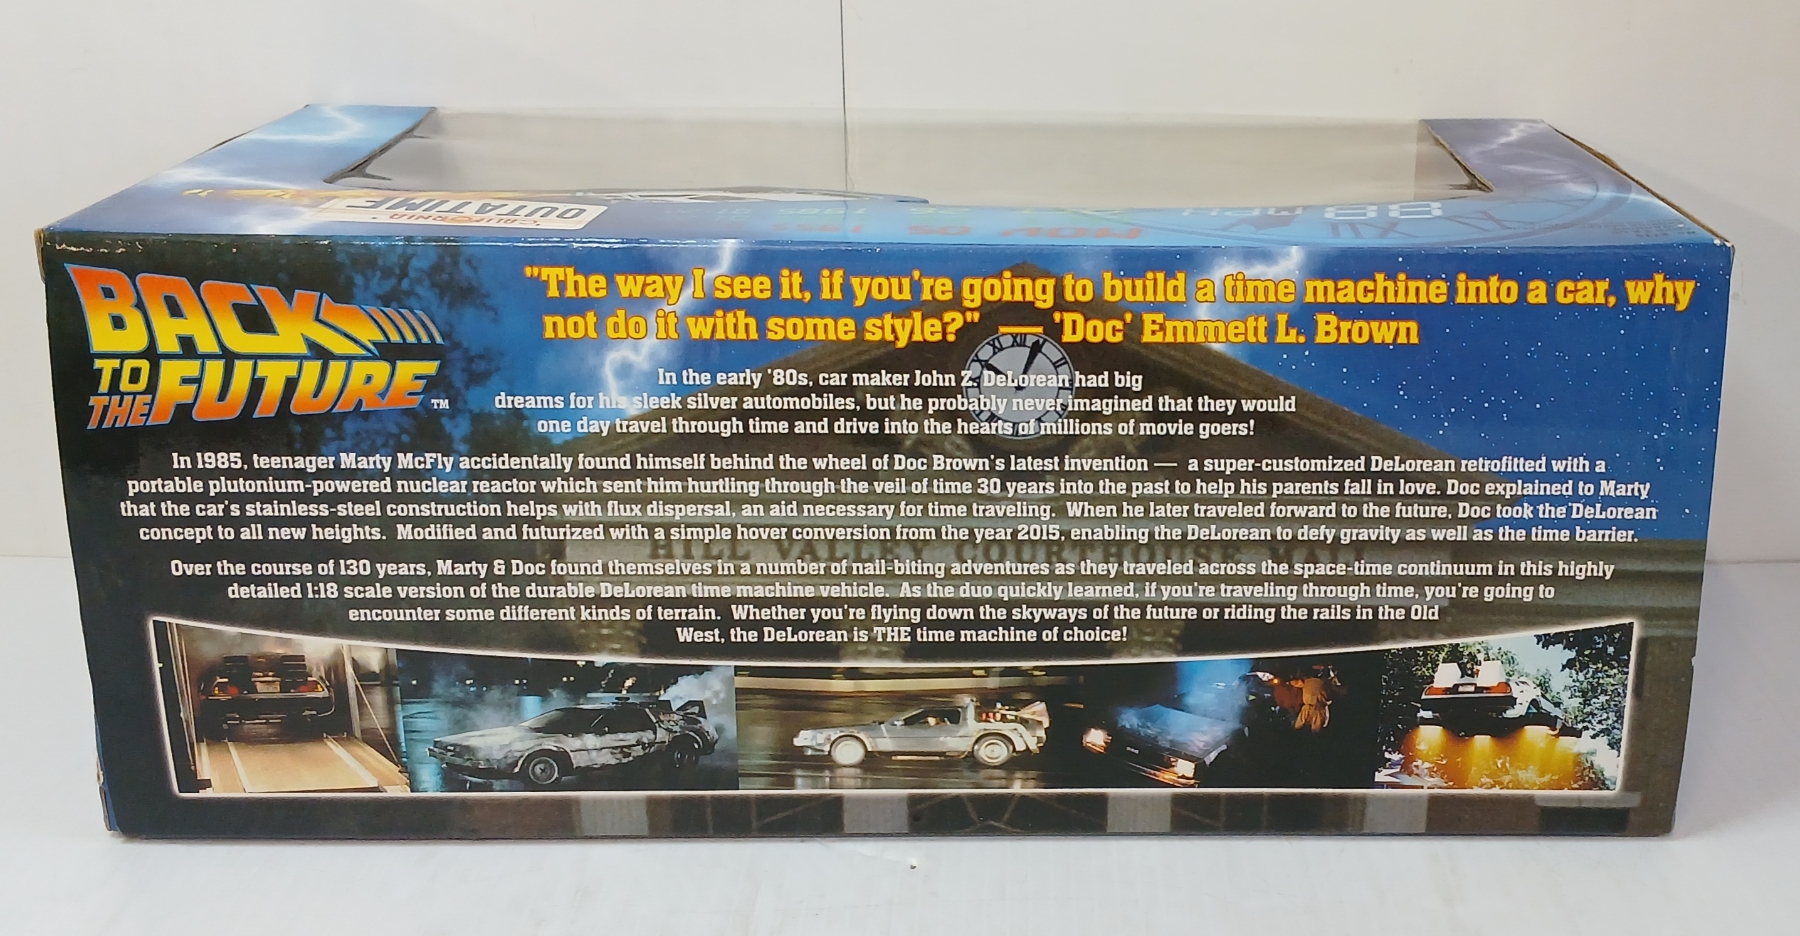 CALIFORNIA
OUTATIME
88 MPH
NOV 05 1955
BACK
TO
THE FUTURE ™
"The way I see it, if you're going to build a time machine into a car, why
not do it with some style?" — 'Doc' Emmett L. Brown
In the early '80s, car maker John Z. DeLorean had big
dreams for his sleek silver automobiles, but he probably never imagined that they would
one day travel through time and drive into the hearts of millions of movie goers!
In 1985, teenager Marty McFly accidentally found himself behind the wheel of Doc Brown's latest invention — a super-customized DeLorean retrofitted with a
portable plutonium-powered nuclear reactor which sent him hurtling through the veil of time 30 years into the past to help his parents fall in love. Doc explained to Marty
that the car's stainless-steel construction helps with flux dispersal, an aid necessary for time traveling. When he later traveled forward to the future, Doc took the DeLorean
concept to all new heights. Modified and futurized with a simple hover conversion from the year 2015, enabling the DeLorean to defy gravity as well as the time barrier.
HILL VALLEY COURTHOUSE MALL
Over the course of 130 years, Marty & Doc found themselves in a number of nail-biting adventures as they traveled across the space-time continuum in this highly
detailed 1:18 scale version of the durable DeLorean time machine vehicle. As the duo quickly learned, if you're traveling through time, you're going to
encounter some different kinds of terrain. Whether you're flying down the skyways of the future or riding the rails in the Old
West, the DeLorean is THE time machine of choice!